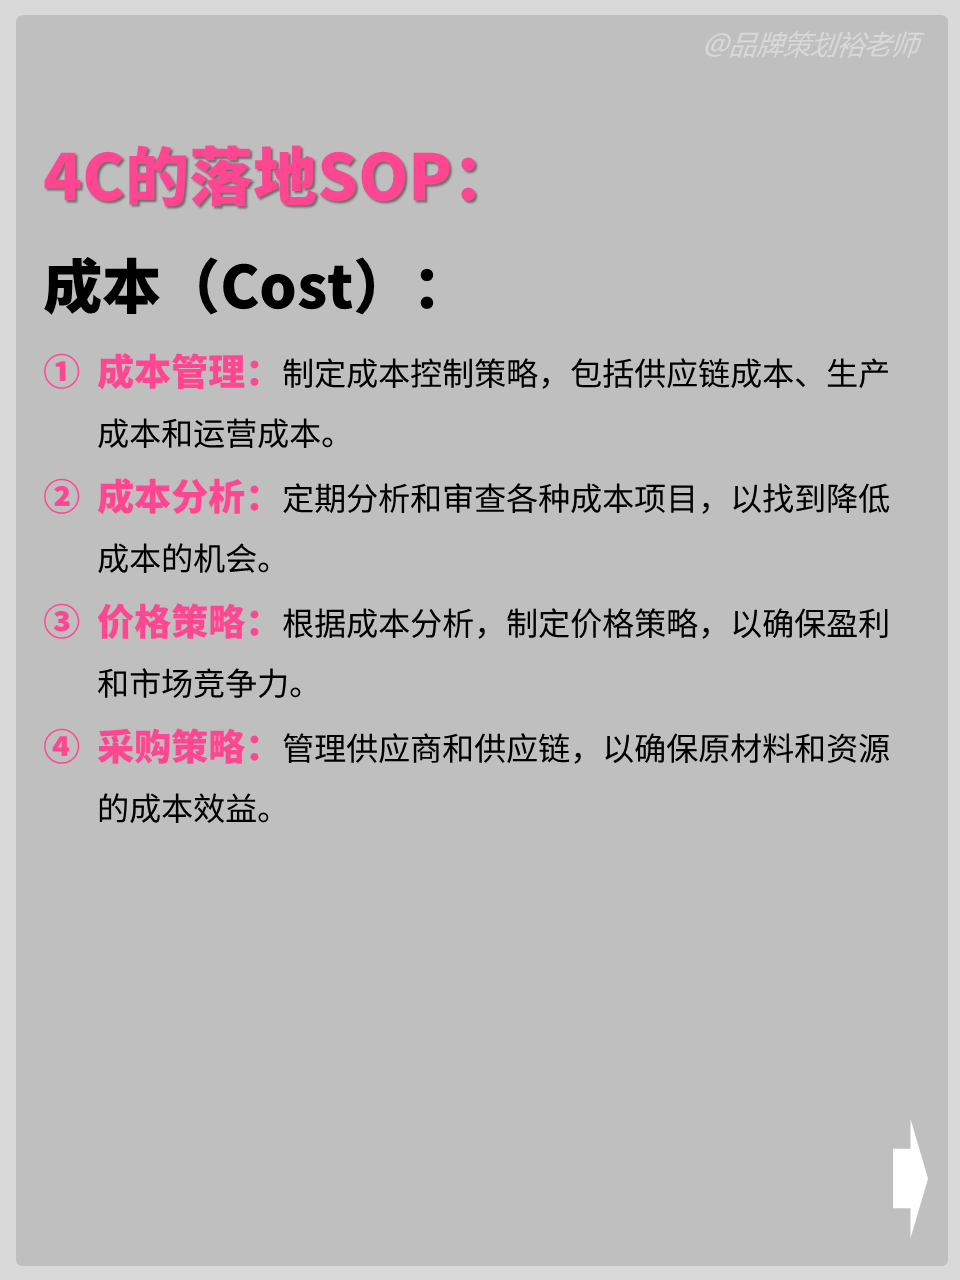 @品牌策划裕老师
4C的落地SOP：
成本（Cost）：
① 成本管理：制定成本控制策略，包括供应链成本、生产
成本和运营成本。
② 成本分析：定期分析和审查各种成本项目，以找到降低
成本的机会。
③ 价格策略：根据成本分析，制定价格策略，以确保盈利
和市场竞争力。
④ 采购策略：管理供应商和供应链，以确保原材料和资源
的成本效益。